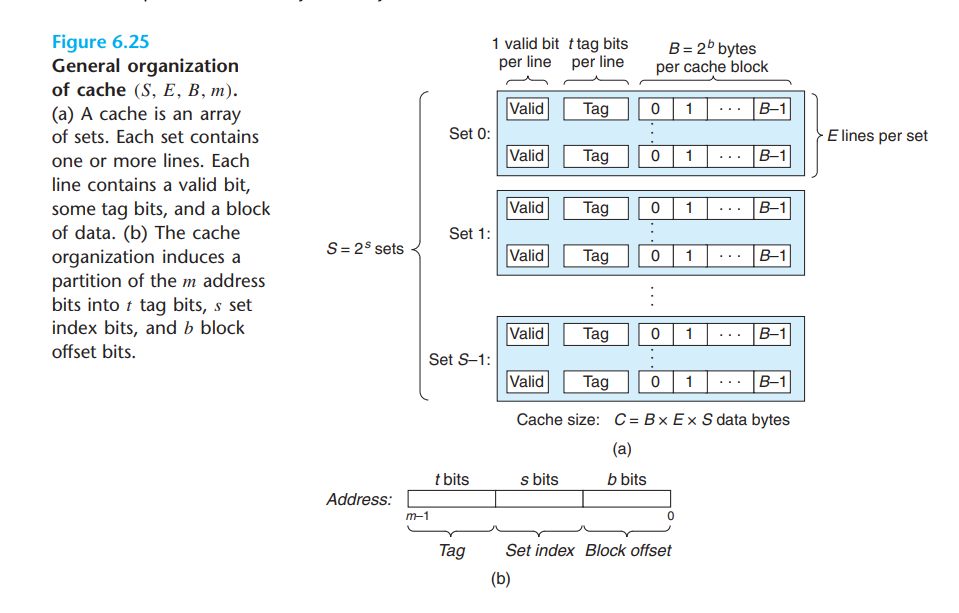 Figure 6.25
General organization
of cache (S, E, B, m).
(a) A cache is an array
of sets. Each set contains
one or more lines. Each
line contains a valid bit,
some tag bits, and a block
of data. (b) The cache
organization induces a
partition of the m address
bits into t tag bits, s set
index bits, and b block
offset bits.
1 valid bit per line
t tag bits per line
B = 2ᵇ bytes per cache block
Set 0:
Valid Tag 0 1 · · · B–1
⋮
Valid Tag 0 1 · · · B–1
E lines per set
Set 1:
Valid Tag 0 1 · · · B–1
⋮
Valid Tag 0 1 · · · B–1
S = 2ˢ sets
⋮
Set S–1:
Valid Tag 0 1 · · · B–1
⋮
Valid Tag 0 1 · · · B–1
Cache size: C = B × E × S data bytes
(a)
t bits s bits b bits
Address:
m–1 0
Tag Set index Block offset
(b)